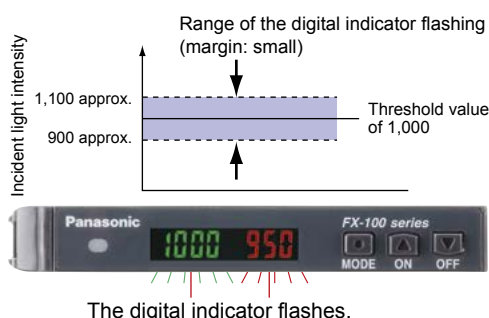 Range of the digital indicator flashing
(margin: small)
Incident light intensity
1,100 approx.
900 approx.
Threshold value
of 1,000
Panasonic
FX-100 series
1000 950
MODE ON OFF
The digital indicator flashes.